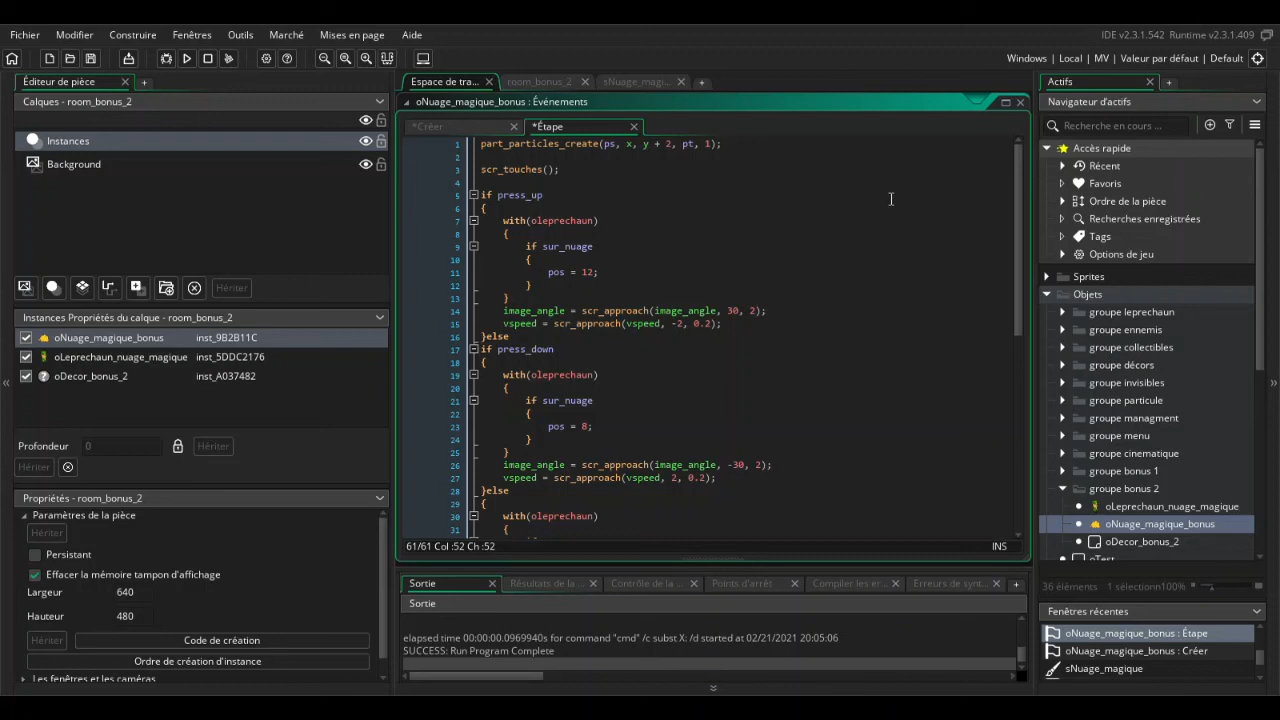 Fichier Modifier Construire Fenêtres Outils Marché Mises en page Aide IDE v2.3.1.542 Runtime v2.3.1.409
Windows | Local | MV | Valeur par défaut | Default
Éditeur de pièce
Calques - room_bonus_2
Instances
Background
Hériter
Instances Propriétés du calque - room_bonus_2
oNuage_magique_bonus inst_9B2B11C
oLeprechaun_nuage_magique inst_5DDC2176
oDecor_bonus_2 inst_A037482
Profondeur 0 Hériter
Hériter
Propriétés - room_bonus_2
Paramètres de la pièce
Hériter
Persistant
Effacer la mémoire tampon d'affichage
Largeur 640
Hauteur 480
Hériter Code de création
Ordre de création d'instance
Les fenêtres et les caméras
Espace de tra... room_bonus_2 sNuage_magi...
oNuage_magique_bonus : Événements
*Créer *Étape
1 part_particles_create(ps, x, y + 2, pt, 1);
2
3 scr_touches();
4
5 if press_up
6 {
7 with(oleprechaun)
8 {
9 if sur_nuage
10 {
11 pos = 12;
12 }
13 }
14 image_angle = scr_approach(image_angle, 30, 2);
15 vspeed = scr_approach(vspeed, -2, 0.2);
16 }else
17 if press_down
18 {
19 with(oleprechaun)
20 {
21 if sur_nuage
22 {
23 pos = 8;
24 }
25 }
26 image_angle = scr_approach(image_angle, -30, 2);
27 vspeed = scr_approach(vspeed, 2, 0.2);
28 }else
29 {
30 with(oleprechaun)
31 {
61/61 Col :52 Ch :52 INS
Sortie Résultats de la ... Contrôle de la ... Points d'arrêt Compiler les er... Erreurs de synt...
Sortie
elapsed time 00:00:00.0969940s for command "cmd" /c subst X: /d started at 02/21/2021 20:05:06
SUCCESS: Run Program Complete
Actifs
Navigateur d'actifs
Recherche en cours ...
Accès rapide
Récent
Favoris
Ordre de la pièce
Recherches enregistrées
Tags
Options de jeu
Sprites
Objets
groupe leprechaun
groupe ennemis
groupe collectibles
groupe décors
groupe invisibles
groupe particule
groupe managment
groupe menu
groupe cinematique
groupe bonus 1
groupe bonus 2
oLeprechaun_nuage_magique
oNuage_magique_bonus
oDecor_bonus_2
oTest
36 éléments 1 sélectionn 100%
Fenêtres récentes
oNuage_magique_bonus : Étape
oNuage_magique_bonus : Créer
sNuage_magique